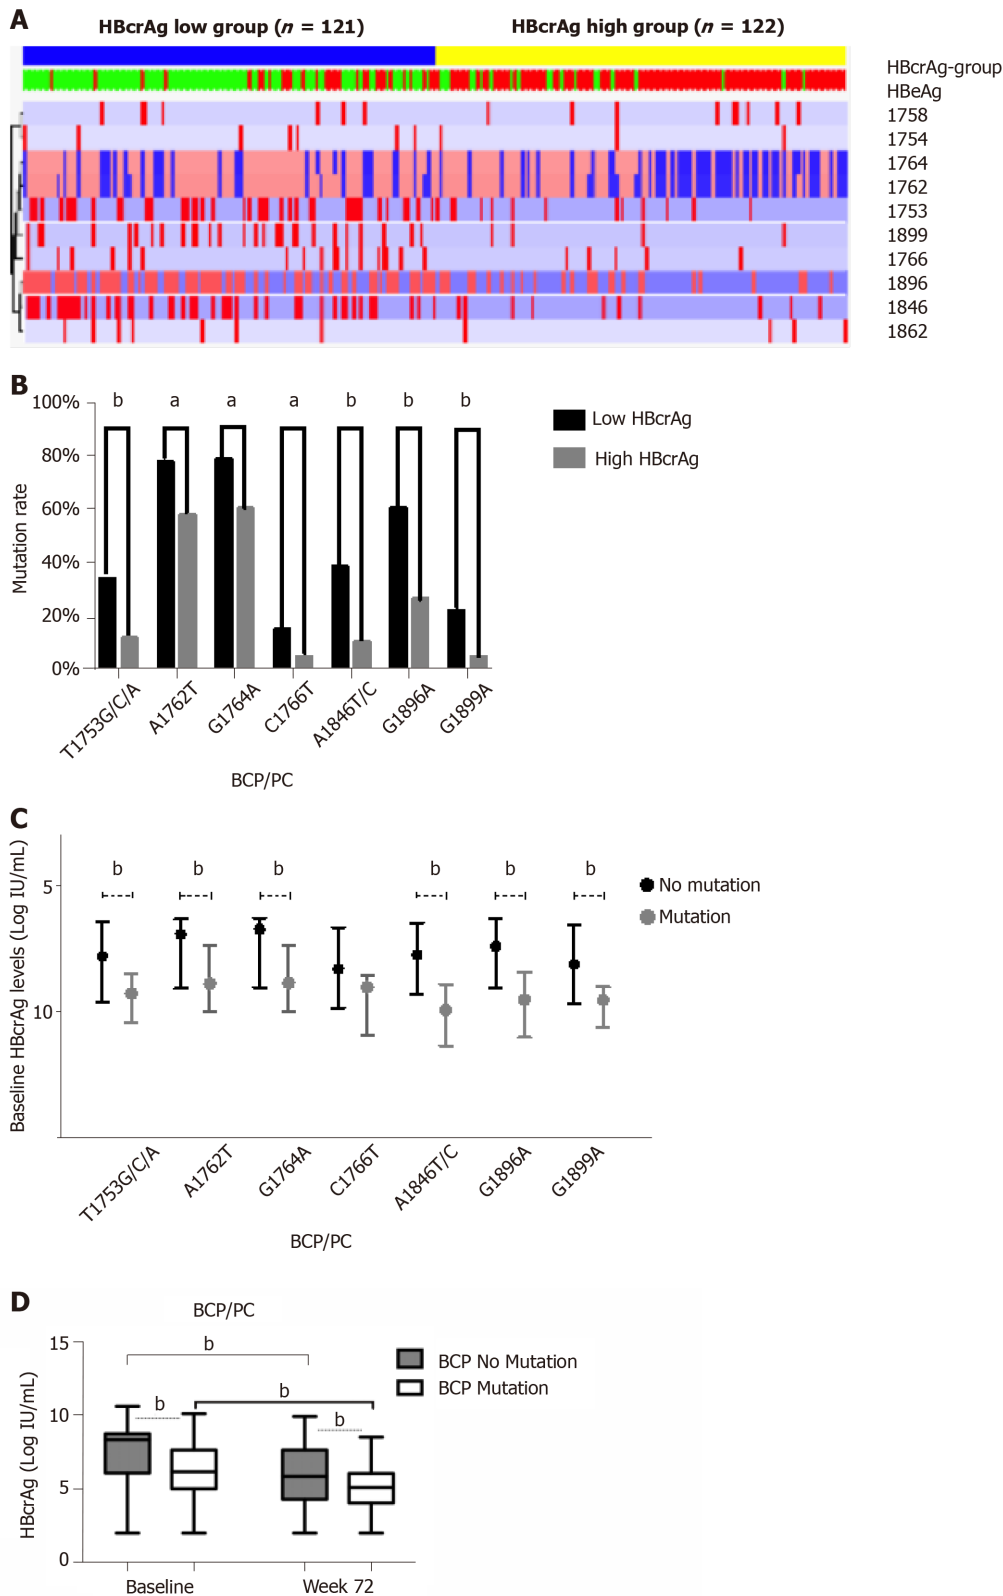 A
HBcrAg low group (n = 121)
HBcrAg high group (n = 122)
HBcrAg-group
HBeAg
1758
1754
1764
1762
1753
1899
1766
1896
1846
1862
B
100%
80%
60%
40%
20%
0%
Mutation rate
b a a a b b b
Low HBcrAg
High HBcrAg
T1753G/C/A
A1762T
G1764A
C1766T
A1846T/C
G1896A
G1899A
BCP/PC
C
Baseline HBcrAg levels (Log IU/mL)
5
10
b b b b b b
No mutation
Mutation
T1753G/C/A
A1762T
G1764A
C1766T
A1846T/C
G1896A
G1899A
BCP/PC
D
BCP/PC
HBcrAg (Log IU/mL)
15
10
5
0
b
b
b
b
BCP No Mutation
BCP Mutation
Baseline
Week 72